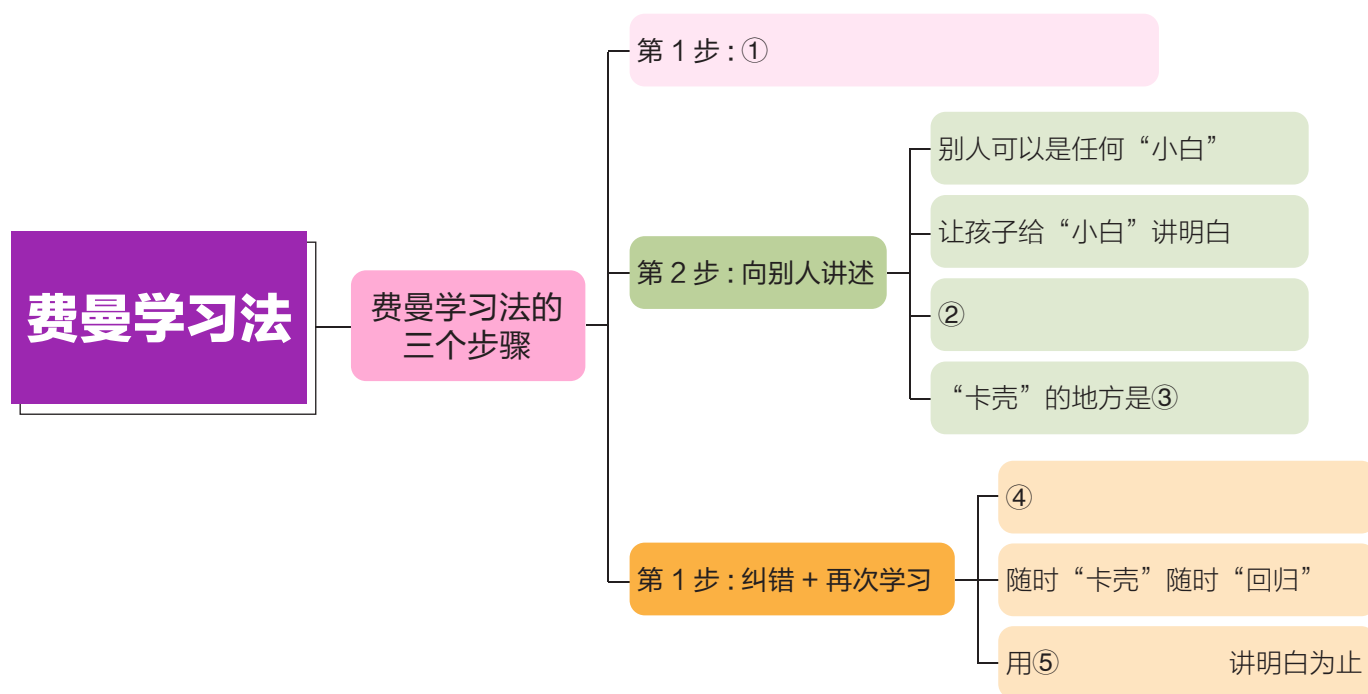 费曼学习法
费曼学习法的
三个步骤
第 1 步 : ①
第 2 步 : 向别人讲述
别人可以是任何“小白”
让孩子给“小白”讲明白
②
“卡壳”的地方是③
第 1 步 : 纠错 + 再次学习
④
随时“卡壳”随时“回归”
用⑤ 讲明白为止